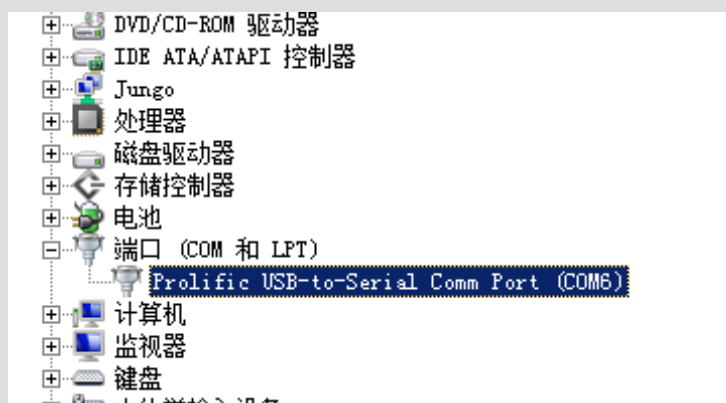 DVD/CD-ROM 驱动器
IDE ATA/ATAPI 控制器
Jungo
处理器
磁盘驱动器
存储控制器
电池
端口 (COM 和 LPT)
Prolific USB-to-Serial Comm Port (COM6)
计算机
监视器
键盘